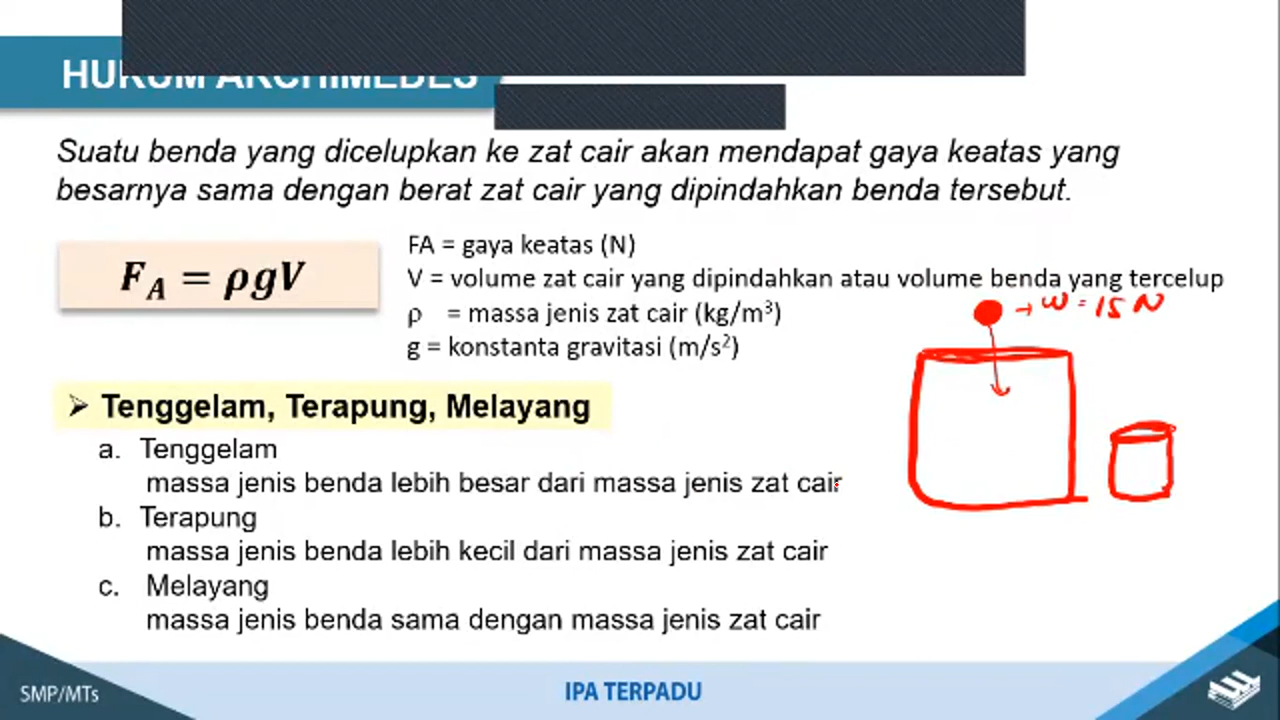 HUKUM ARCHIMEDES
Suatu benda yang dicelupkan ke zat cair akan mendapat gaya keatas yang
besarnya sama dengan berat zat cair yang dipindahkan benda tersebut.
F_A = ρgV
FA = gaya keatas (N)
V = volume zat cair yang dipindahkan atau volume benda yang tercelup
ρ = massa jenis zat cair (kg/m³)
g = konstanta gravitasi (m/s²)
→ w = 15 N
➢ Tenggelam, Terapung, Melayang
a. Tenggelam
massa jenis benda lebih besar dari massa jenis zat cair
b. Terapung
massa jenis benda lebih kecil dari massa jenis zat cair
c. Melayang
massa jenis benda sama dengan massa jenis zat cair
SMP/MTs
IPA TERPADU